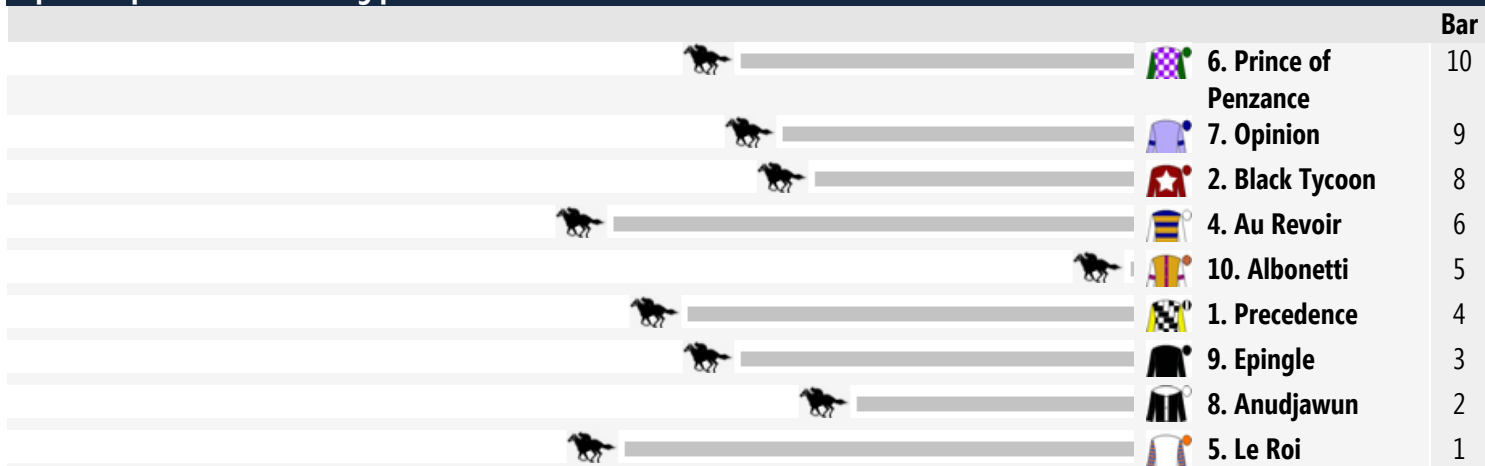 Bar
6. Prince of 10
Penzance
7. Opinion 9
2. Black Tycoon 8
4. Au Revoir 6
10. Albonetti 5
1. Precedence 4
9. Epingle 3
8. Anudjawun 2
5. Le Roi 1